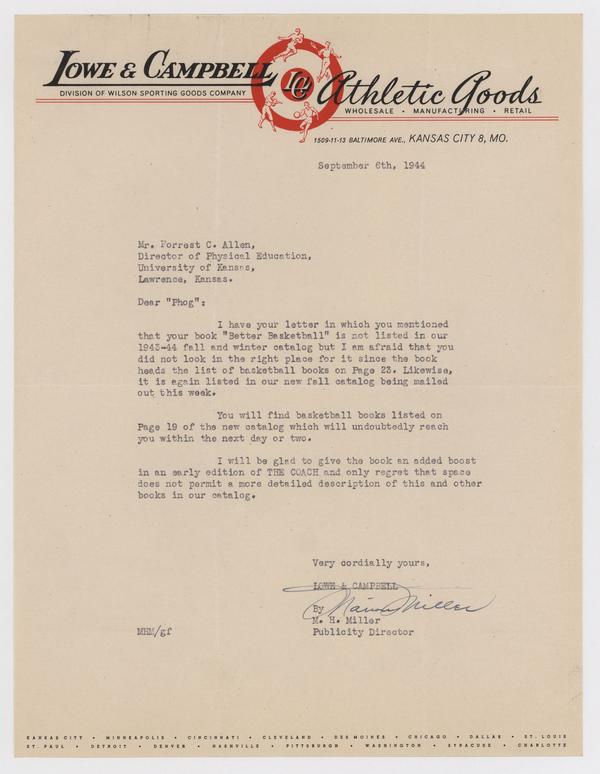 LOWE & CAMPBELL Athletic Goods
DIVISION OF WILSON SPORTING GOODS COMPANY
LC
WHOLESALE • MANUFACTURING • RETAIL
1509-11-13 BALTIMORE AVE., KANSAS CITY 8, MO.
September 6th, 1944
Mr. Forrest C. Allen,
Director of Physical Education,
University of Kansas,
Lawrence, Kansas.
Dear "Phog":
I have your letter in which you mentioned
that your book "Better Basketball" is not listed in our
1943-44 fall and winter catalog but I am afraid that you
did not look in the right place for it since the book
heads the list of basketball books on Page 23. Likewise,
it is again listed in our new fall catalog being mailed
out this week.
You will find basketball books listed on
Page 19 of the new catalog which will undoubtedly reach
you within the next day or two.
I will be glad to give the book an added boost
in an early edition of THE COACH and only regret that space
does not permit a more detailed description of this and other
books in our catalog.
Very cordially yours,
LOWE & CAMPBELL
By Miller
M. H. Miller
MHM/gf Publicity Director
KANSAS CITY • MINNEAPOLIS • CINCINNATI • CLEVELAND • DES MOINES • CHICAGO • DALLAS • ST. LOUIS
ST. PAUL • DETROIT • DENVER • NASHVILLE • PITTSBURGH • WASHINGTON • SYRACUSE • CHARLOTTE